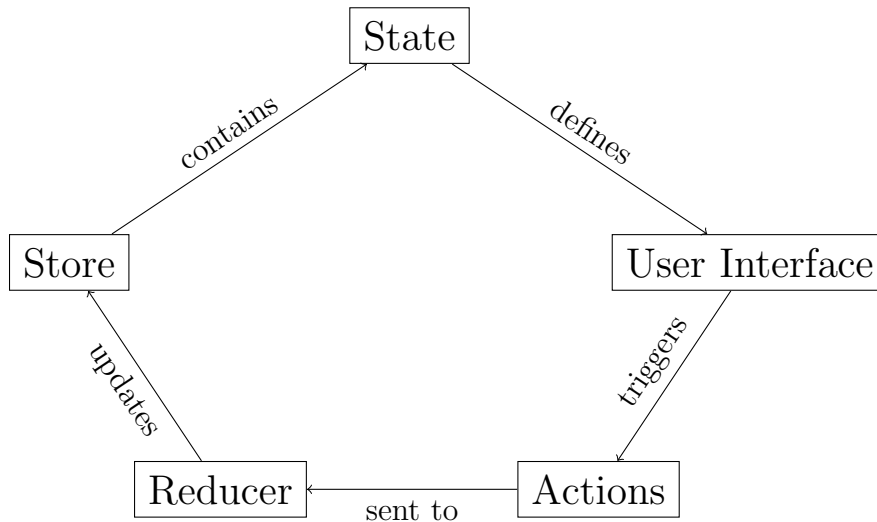 State
contains
defines
Store
User Interface
updates
triggers
Reducer
sent to
Actions